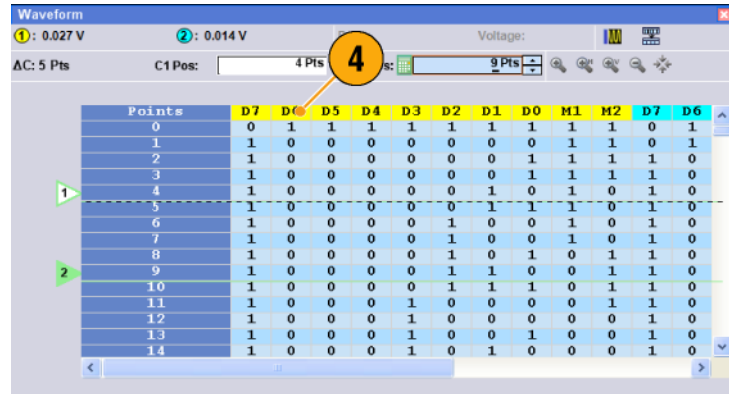 Waveform
1: 0.027 V 2: 0.014 V Voltage:
ΔC: 5 Pts C1 Pos: 4 Pts 4 s: 9 Pts
Points D7 D6 D5 D4 D3 D2 D1 D0 M1 M2 D7 D6
0 0 1 1 1 1 1 1 1 1 1 0 1
1 1 0 0 0 0 0 0 0 1 1 0 1
2 1 0 0 0 0 0 0 1 1 1 1 0
3 1 0 0 0 0 0 0 1 1 1 1 0
1 4 1 0 0 0 0 0 1 0 1 0 1 0
5 1 0 0 0 0 0 1 1 1 0 1 0
6 1 0 0 0 0 1 0 0 1 0 1 0
7 1 0 0 0 0 1 0 0 1 0 1 0
8 1 0 0 0 0 1 0 1 0 1 1 0
2 9 1 0 0 0 0 1 1 0 0 1 1 0
10 1 0 0 0 0 1 1 1 0 1 1 0
11 1 0 0 0 1 0 0 0 0 1 1 0
12 1 0 0 0 1 0 0 0 0 0 1 0
13 1 0 0 0 1 0 0 1 0 0 1 0
14 1 0 0 0 1 0 1 0 0 0 1 0